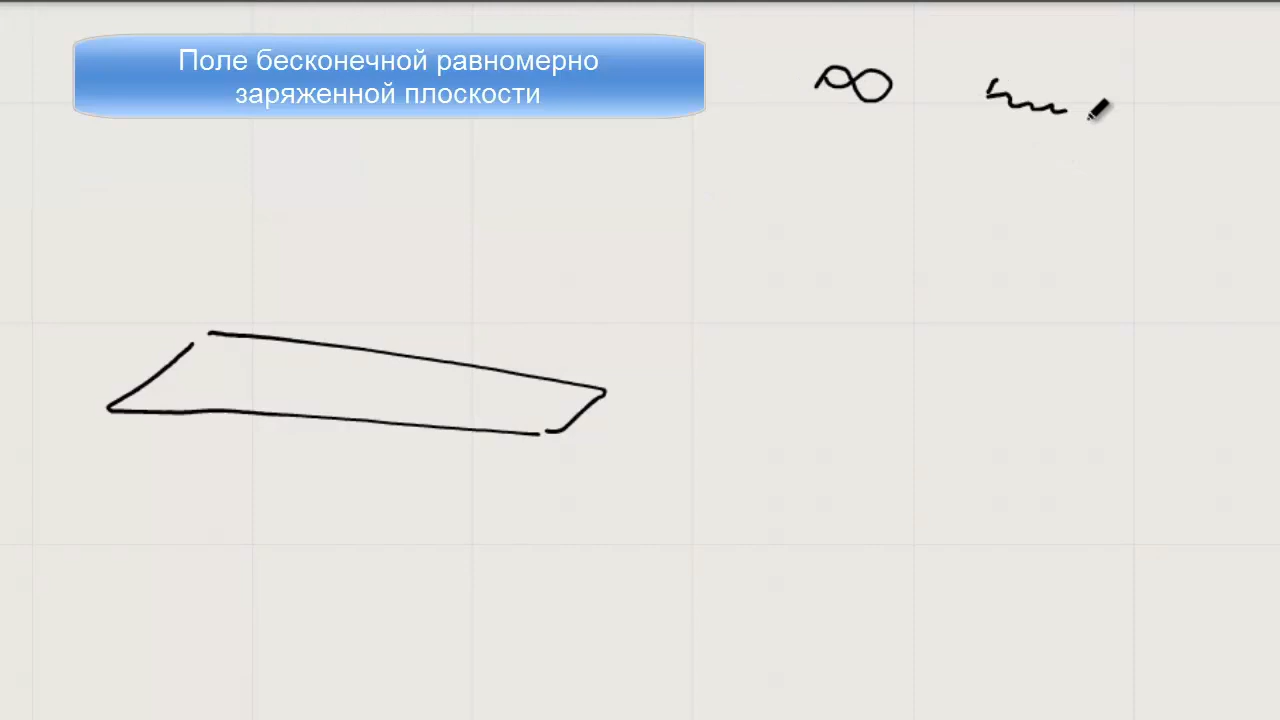 Поле бесконечной равномерно
заряженной плоскости
∞